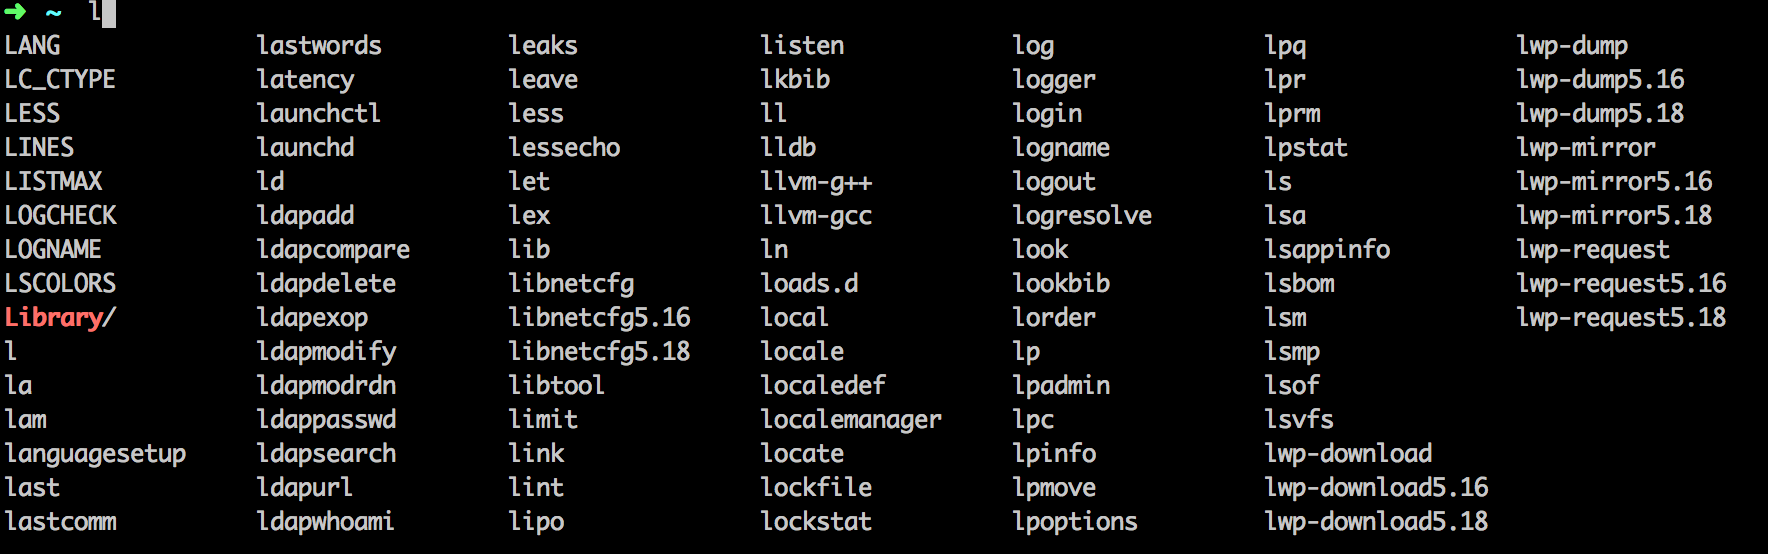 ➜ ~ l
LANG lastwords leaks listen log lpq lwp-dump
LC_CTYPE latency leave lkbib logger lpr lwp-dump5.16
LESS launchctl less ll login lprm lwp-dump5.18
LINES launchd lessecho lldb logname lpstat lwp-mirror
LISTMAX ld let llvm-g++ logout ls lwp-mirror5.16
LOGCHECK ldapadd lex llvm-gcc logresolve lsa lwp-mirror5.18
LOGNAME ldapcompare lib ln look lsappinfo lwp-request
LSCOLORS ldapdelete libnetcfg loads.d lookbib lsbom lwp-request5.16
Library/ ldapexop libnetcfg5.16 local lorder lsm lwp-request5.18
l ldapmodify libnetcfg5.18 locale lp lsmp
la ldapmodrdn libtool localedef lpadmin lsof
lam ldappasswd limit localemanager lpc lsvfs
languagesetup ldapsearch link locate lpinfo lwp-download
last ldapurl lint lockfile lpmove lwp-download5.16
lastcomm ldapwhoami lipo lockstat lpoptions lwp-download5.18